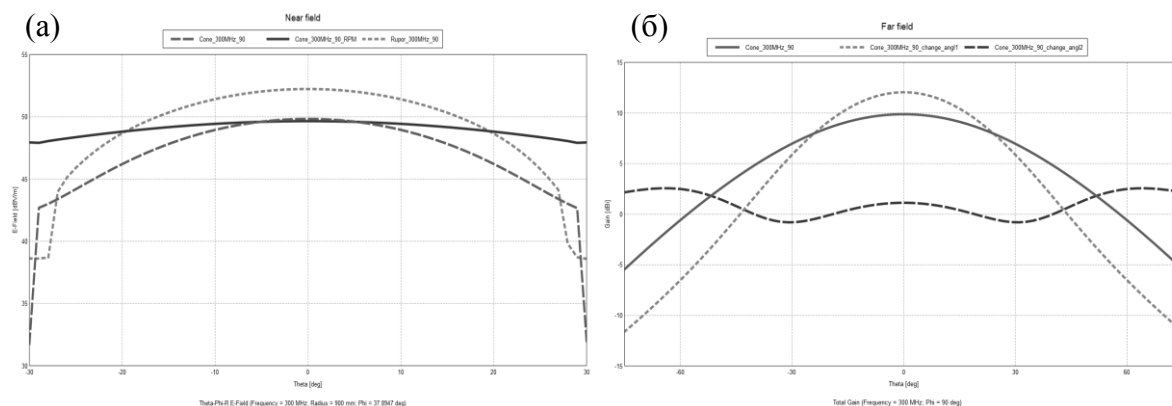 (а)
Near field
Cone_300MHz_90 Cone_300MHz_90_RPM Rupor_300MHz_90
55
50
45
40
35
30
E-Field [dBV/m]
-30 -20 -10 0 10 20 30
Theta [deg]
Theta-Phi-R E-Field (Frequency = 300 MHz; Radius = 900 mm; Phi = 37.8947 deg)
(б)
Far field
Cone_300MHz_90 Cone_300MHz_90_change_angl1 Cone_300MHz_90_change_angl2
15
10
5
0
-5
-10
-15
Gain [dBi]
-60 -30 0 30 60
Theta [deg]
Total Gain (Frequency = 300 MHz; Phi = 90 deg)